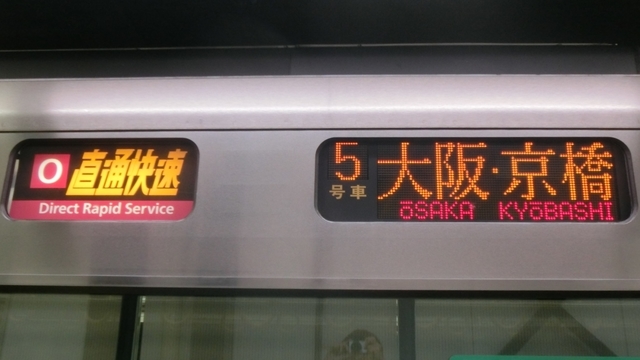 O 直通快速
Direct Rapid Service
5 号車
大阪・京橋
ŌSAKA KYŌBASHI